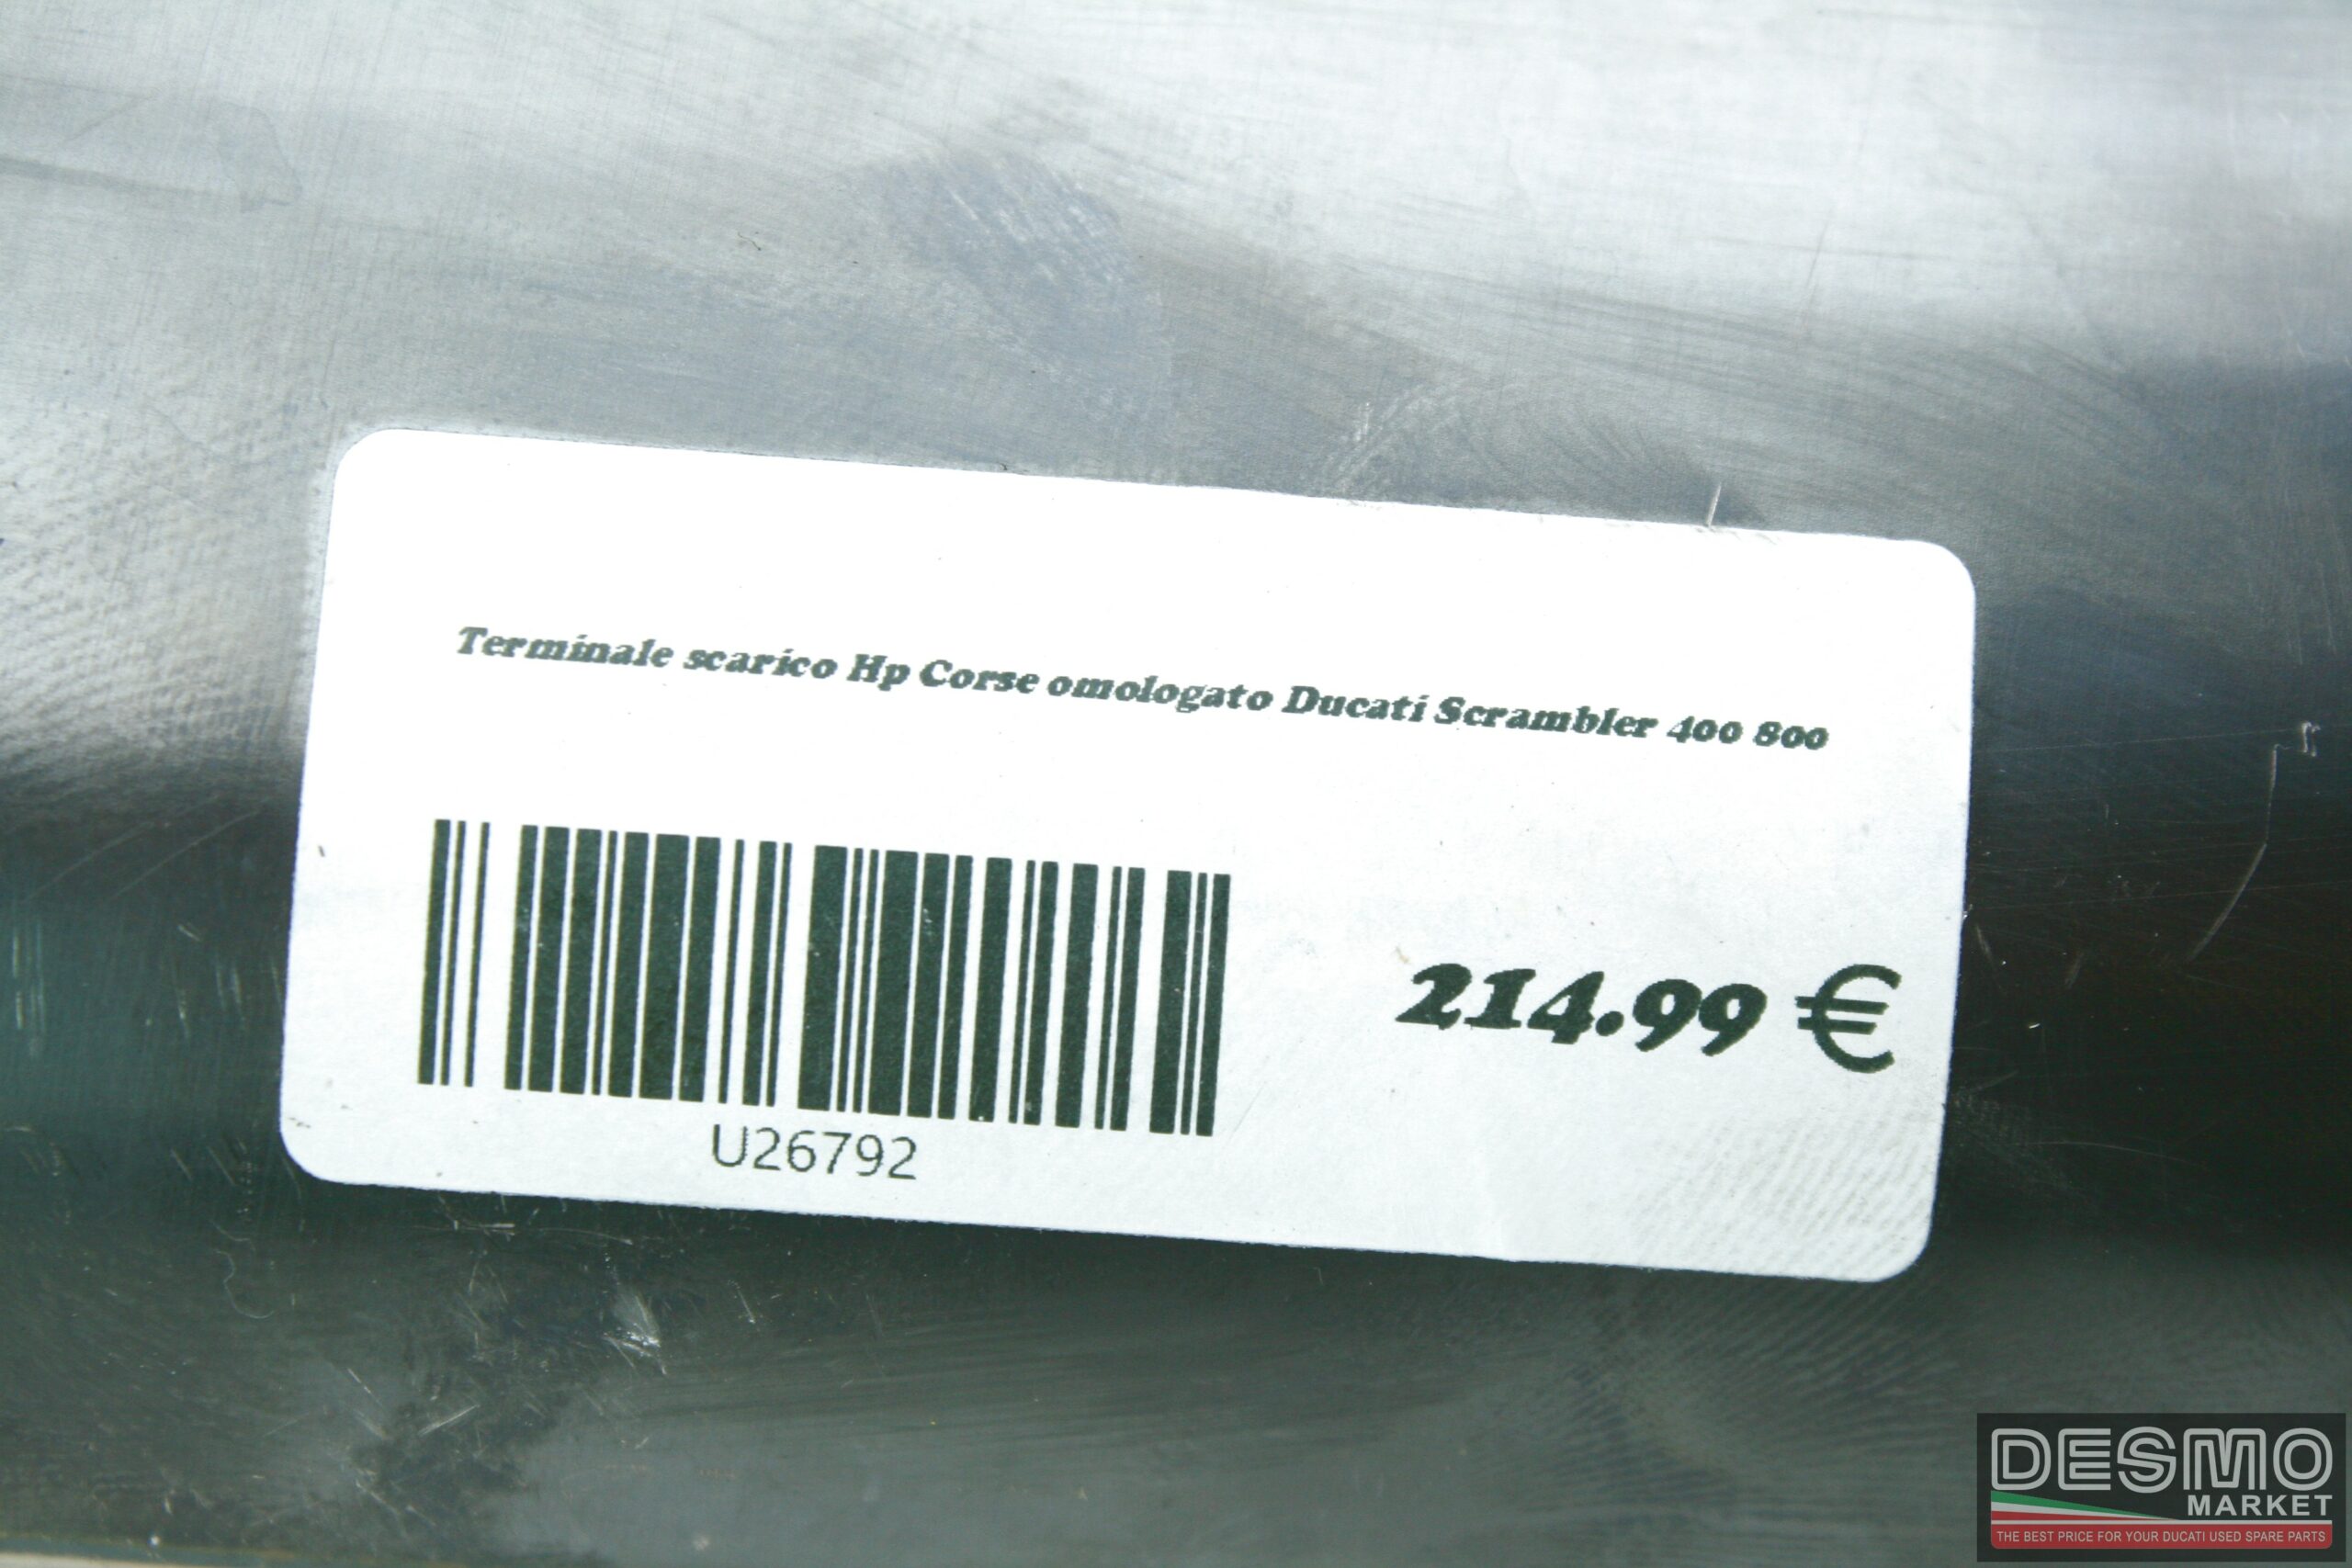 Terminale scarico Hp Corse omologato Ducati Scrambler 400 800
214.99 €
U26792
DESMO
MARKET
THE BEST PRICE FOR YOUR DUCATI USED SPARE PARTS